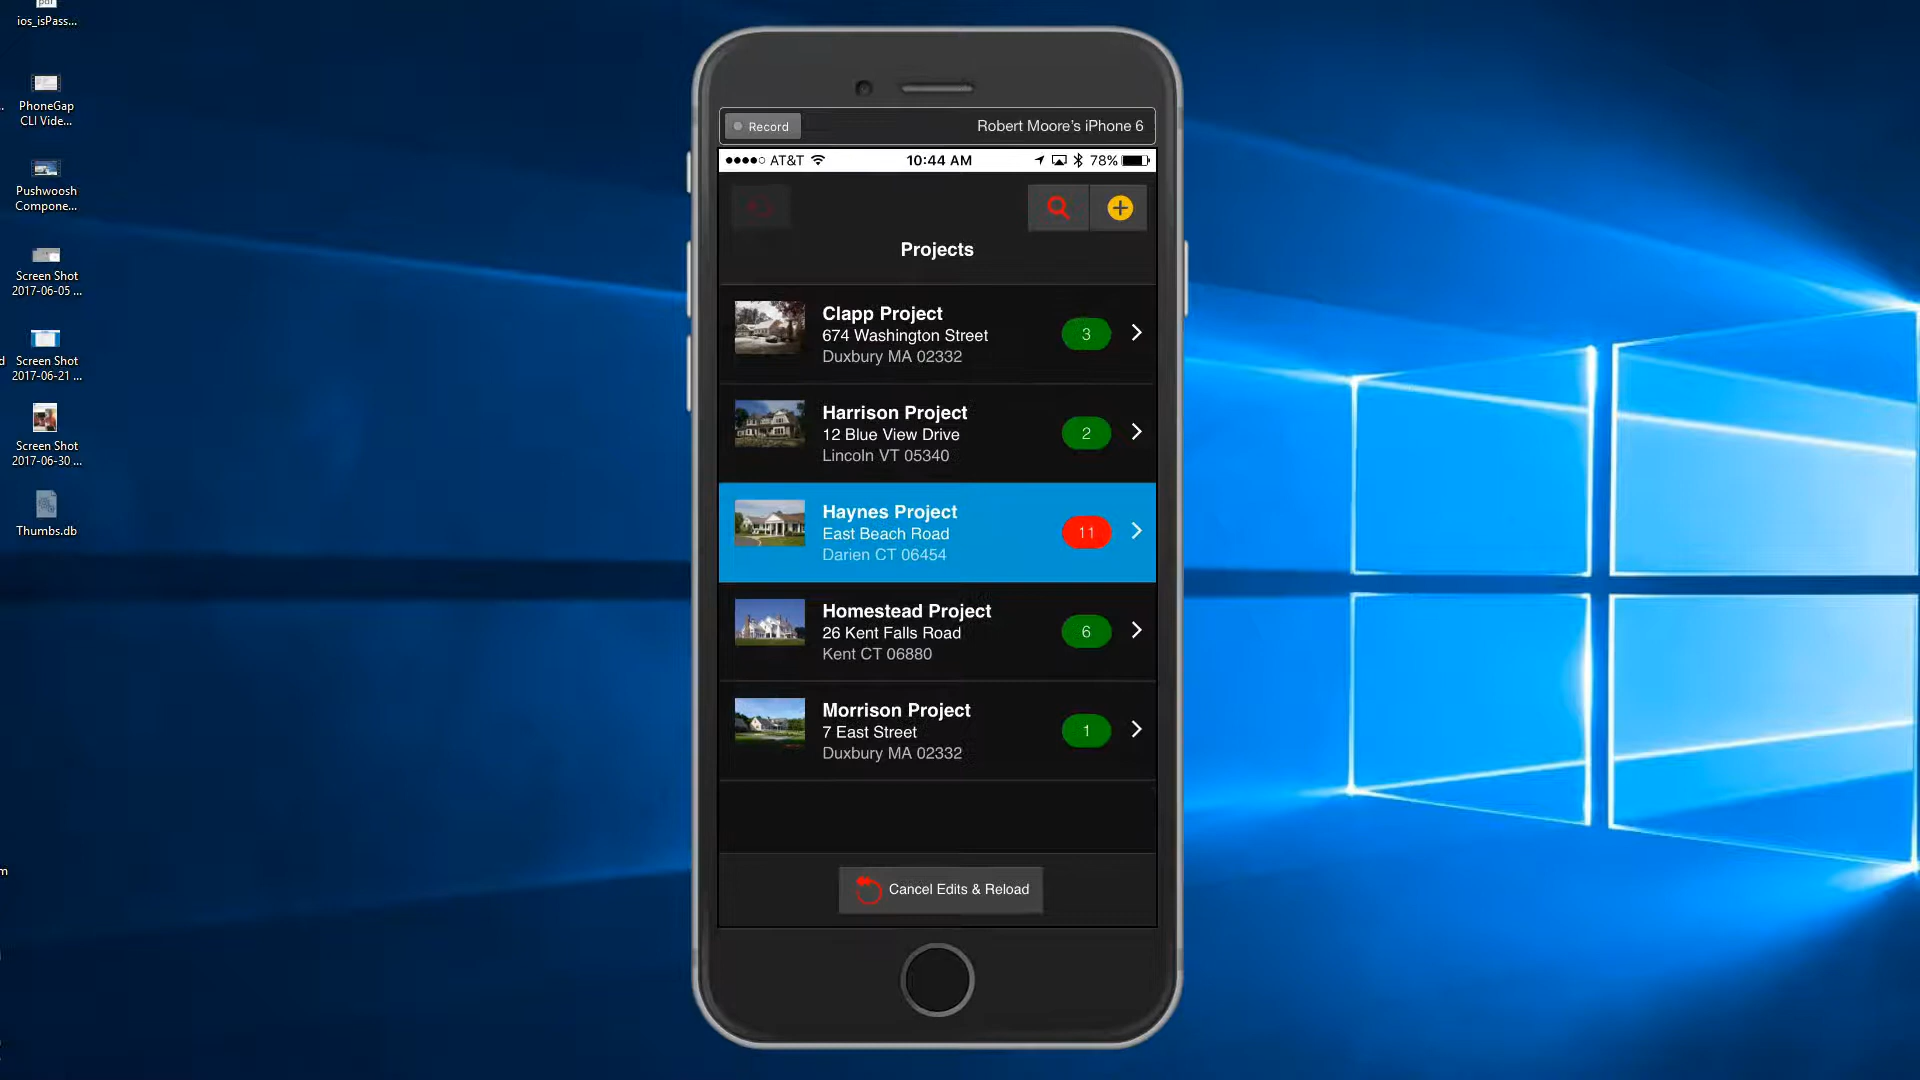 ios_isPass...
PhoneGap
CLI Vide...
Pushwoosh
Compone...
Screen Shot
2017-06-05 ...
Screen Shot
2017-06-21 ...
Screen Shot
2017-06-30 ...
Thumbs.db
Record
Robert Moore's iPhone 6
AT&T
10:44 AM
78%
Projects
Clapp Project
674 Washington Street
Duxbury MA 02332
3
Harrison Project
12 Blue View Drive
Lincoln VT 05340
2
Haynes Project
East Beach Road
Darien CT 06454
11
Homestead Project
26 Kent Falls Road
Kent CT 06880
6
Morrison Project
7 East Street
Duxbury MA 02332
1
Cancel Edits & Reload